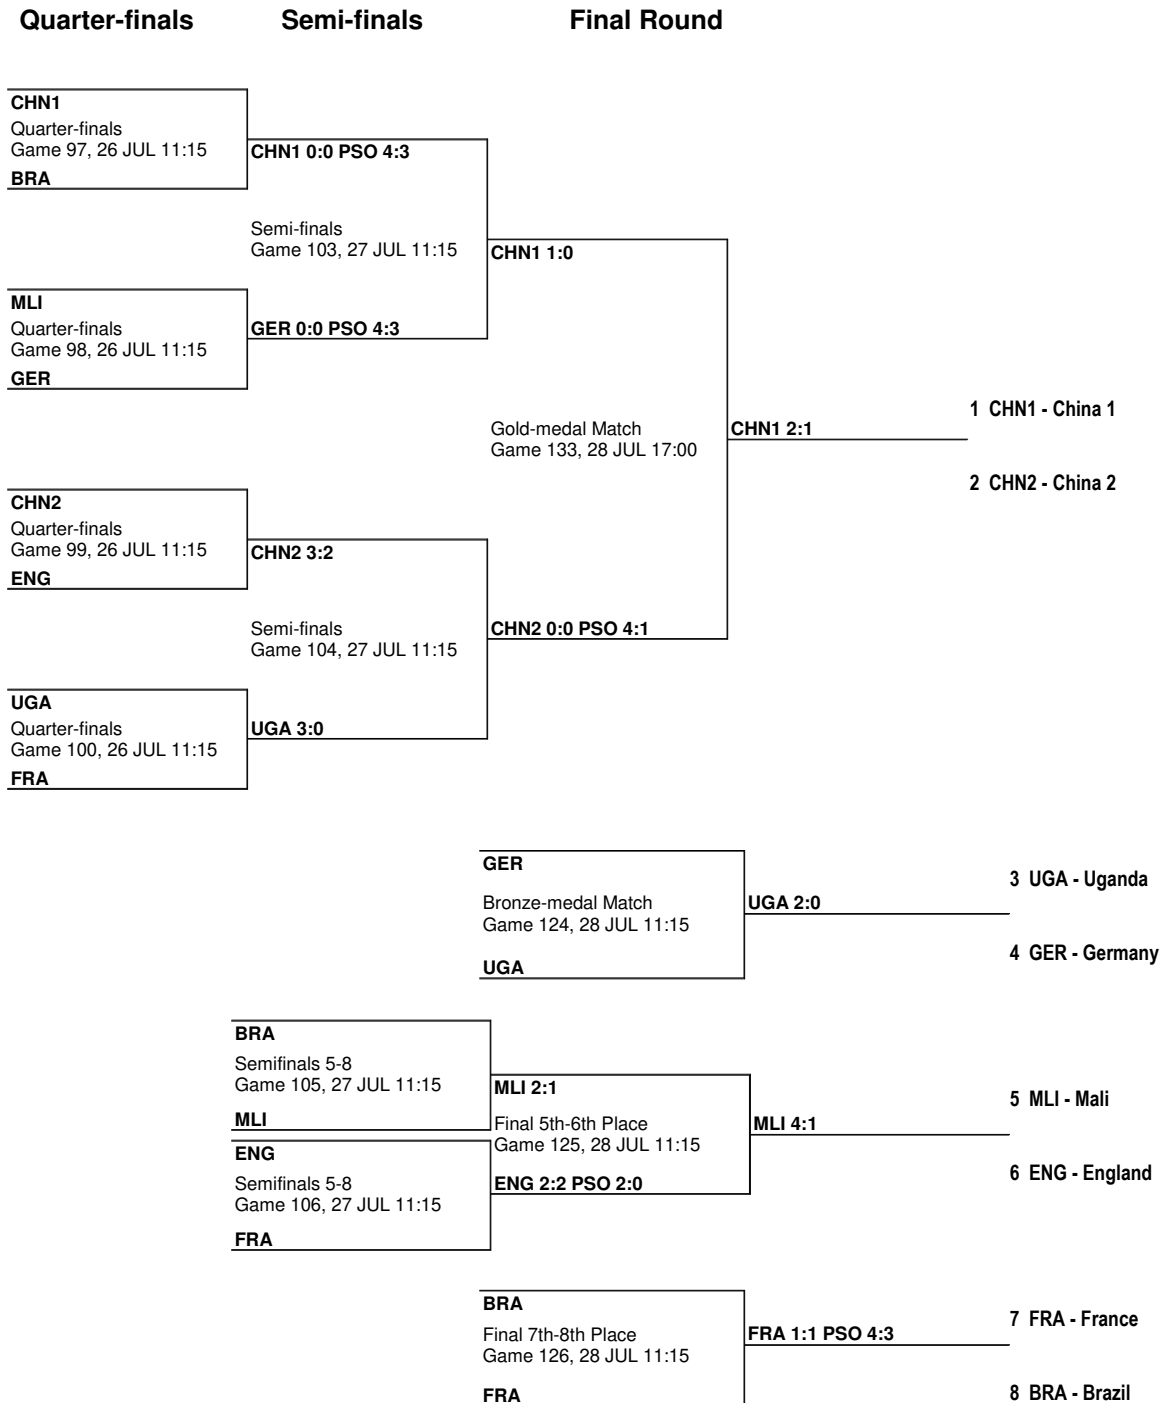 Quarter-finals Semi-finals Final Round
CHN1
Quarter-finals
Game 97, 26 JUL 11:15
BRA
CHN1 0:0 PSO 4:3
Semi-finals
Game 103, 27 JUL 11:15
CHN1 1:0
MLI
Quarter-finals
Game 98, 26 JUL 11:15
GER
GER 0:0 PSO 4:3
Gold-medal Match
Game 133, 28 JUL 17:00
CHN1 2:1
1 CHN1 - China 1
2 CHN2 - China 2
CHN2
Quarter-finals
Game 99, 26 JUL 11:15
ENG
CHN2 3:2
Semi-finals
Game 104, 27 JUL 11:15
CHN2 0:0 PSO 4:1
UGA
Quarter-finals
Game 100, 26 JUL 11:15
FRA
UGA 3:0
GER
Bronze-medal Match
Game 124, 28 JUL 11:15
UGA
UGA 2:0
3 UGA - Uganda
4 GER - Germany
BRA
Semifinals 5-8
Game 105, 27 JUL 11:15
MLI
MLI 2:1
Final 5th-6th Place
Game 125, 28 JUL 11:15
MLI 4:1
5 MLI - Mali
6 ENG - England
ENG
Semifinals 5-8
Game 106, 27 JUL 11:15
FRA
ENG 2:2 PSO 2:0
BRA
Final 7th-8th Place
Game 126, 28 JUL 11:15
FRA
FRA 1:1 PSO 4:3
7 FRA - France
8 BRA - Brazil